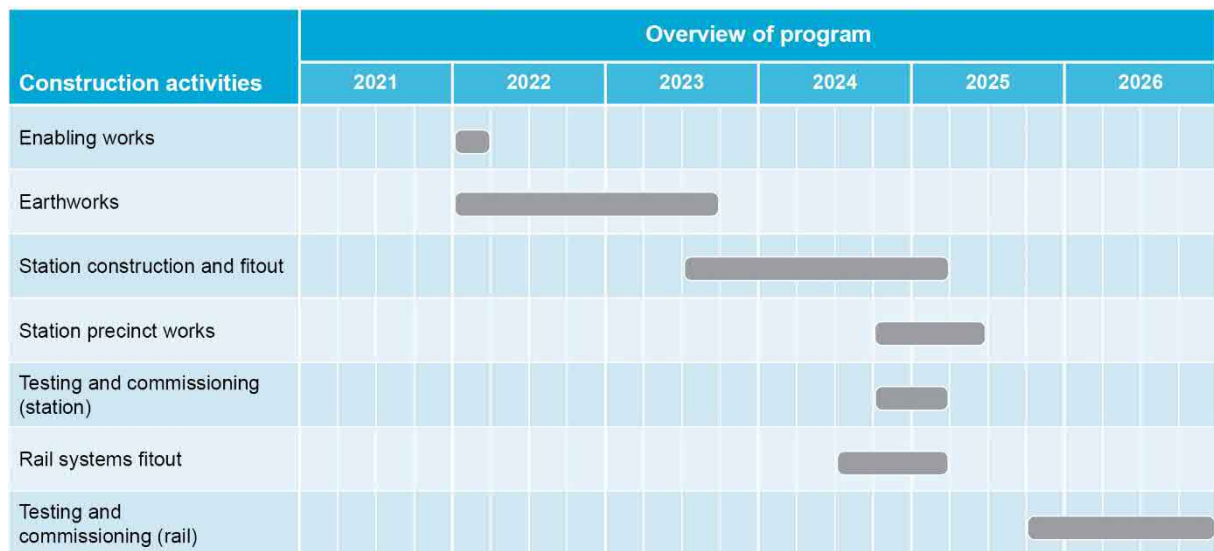 Overview of program
Construction activities
2021 2022 2023 2024 2025 2026
Enabling works
Earthworks
Station construction and fitout
Station precinct works
Testing and commissioning
(station)
Rail systems fitout
Testing and
commissioning (rail)